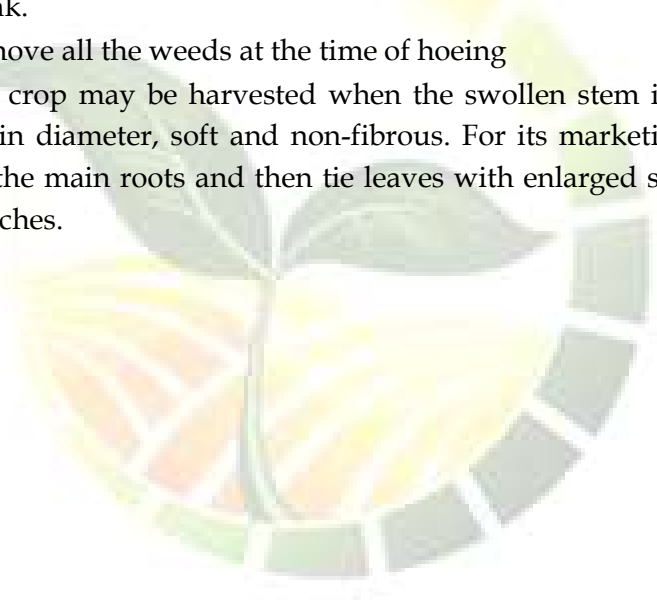 nk.
nove all the weeds at the time of hoeing
crop may be harvested when the swollen stem i
in diameter, soft and non-fibrous. For its marketi
the main roots and then tie leaves with enlarged s
ches.